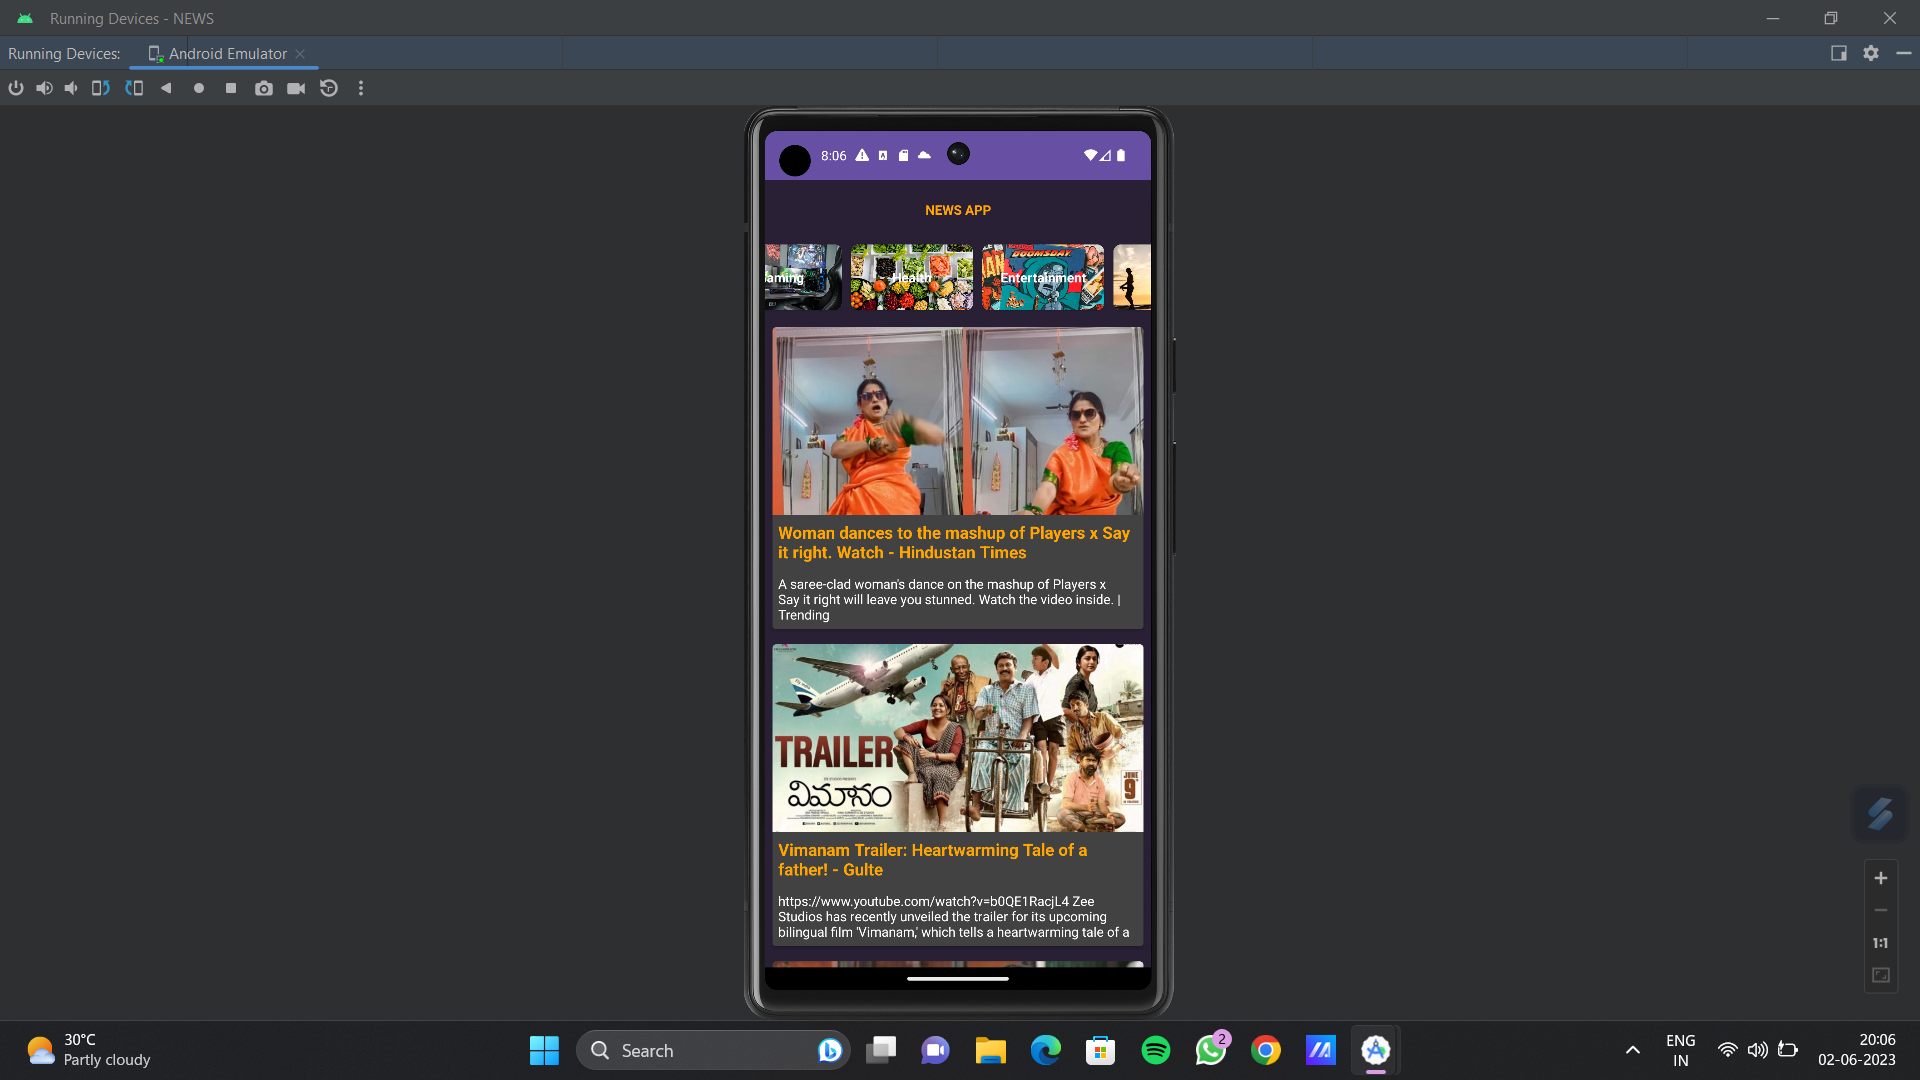 Running Devices - NEWS
Running Devices:
Android Emulator
8:06
NEWS APP
aming
Health
Entertainment
DOOMSDAY
Woman dances to the mashup of Players x Say
it right. Watch - Hindustan Times
A saree-clad woman's dance on the mashup of Players x
Say it right will leave you stunned. Watch the video inside. |
Trending
TRAILER
విమానం
JUNE
9
Vimanam Trailer: Heartwarming Tale of a
father! - Gulte
https://www.youtube.com/watch?v=b0QE1RacjL4 Zee
Studios has recently unveiled the trailer for its upcoming
bilingual film 'Vimanam,' which tells a heartwarming tale of a
1:1
30°C
Partly cloudy
Search
2
ENG
IN
20:06
02-06-2023